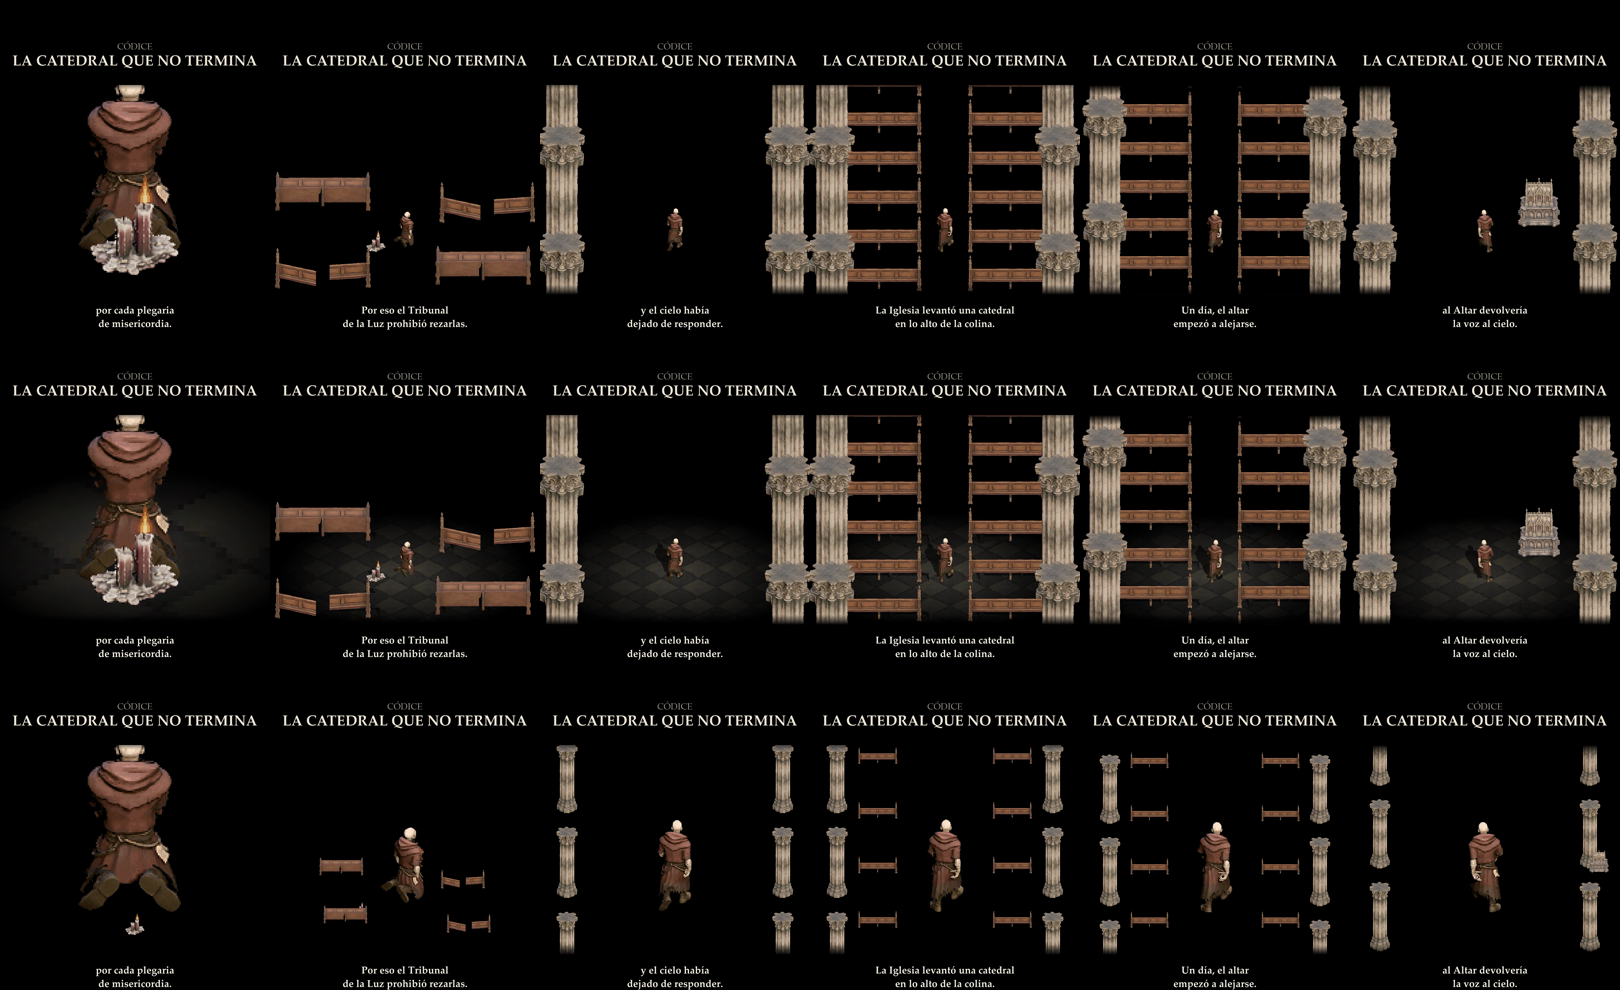 CÓDICE
LA CATEDRAL QUE NO TERMINA
por cada plegaria
de misericordia.
CÓDICE
LA CATEDRAL QUE NO TERMINA
Por eso el Tribunal
de la Luz prohibió rezarlas.
CÓDICE
LA CATEDRAL QUE NO TERMINA
y el cielo había
dejado de responder.
CÓDICE
LA CATEDRAL QUE NO TERMINA
La Iglesia levantó una catedral
en lo alto de la colina.
CÓDICE
LA CATEDRAL QUE NO TERMINA
Un día, el altar
empezó a alejarse.
CÓDICE
LA CATEDRAL QUE NO TERMINA
al Altar devolvería
la voz al cielo.
CÓDICE
LA CATEDRAL QUE NO TERMINA
por cada plegaria
de misericordia.
CÓDICE
LA CATEDRAL QUE NO TERMINA
Por eso el Tribunal
de la Luz prohibió rezarlas.
CÓDICE
LA CATEDRAL QUE NO TERMINA
y el cielo había
dejado de responder.
CÓDICE
LA CATEDRAL QUE NO TERMINA
La Iglesia levantó una catedral
en lo alto de la colina.
CÓDICE
LA CATEDRAL QUE NO TERMINA
Un día, el altar
empezó a alejarse.
CÓDICE
LA CATEDRAL QUE NO TERMINA
al Altar devolvería
la voz al cielo.
CÓDICE
LA CATEDRAL QUE NO TERMINA
por cada plegaria
de misericordia.
CÓDICE
LA CATEDRAL QUE NO TERMINA
Por eso el Tribunal
de la Luz prohibió rezarlas.
CÓDICE
LA CATEDRAL QUE NO TERMINA
y el cielo había
dejado de responder.
CÓDICE
LA CATEDRAL QUE NO TERMINA
La Iglesia levantó una catedral
en lo alto de la colina.
CÓDICE
LA CATEDRAL QUE NO TERMINA
Un día, el altar
empezó a alejarse.
CÓDICE
LA CATEDRAL QUE NO TERMINA
al Altar devolvería
la voz al cielo.